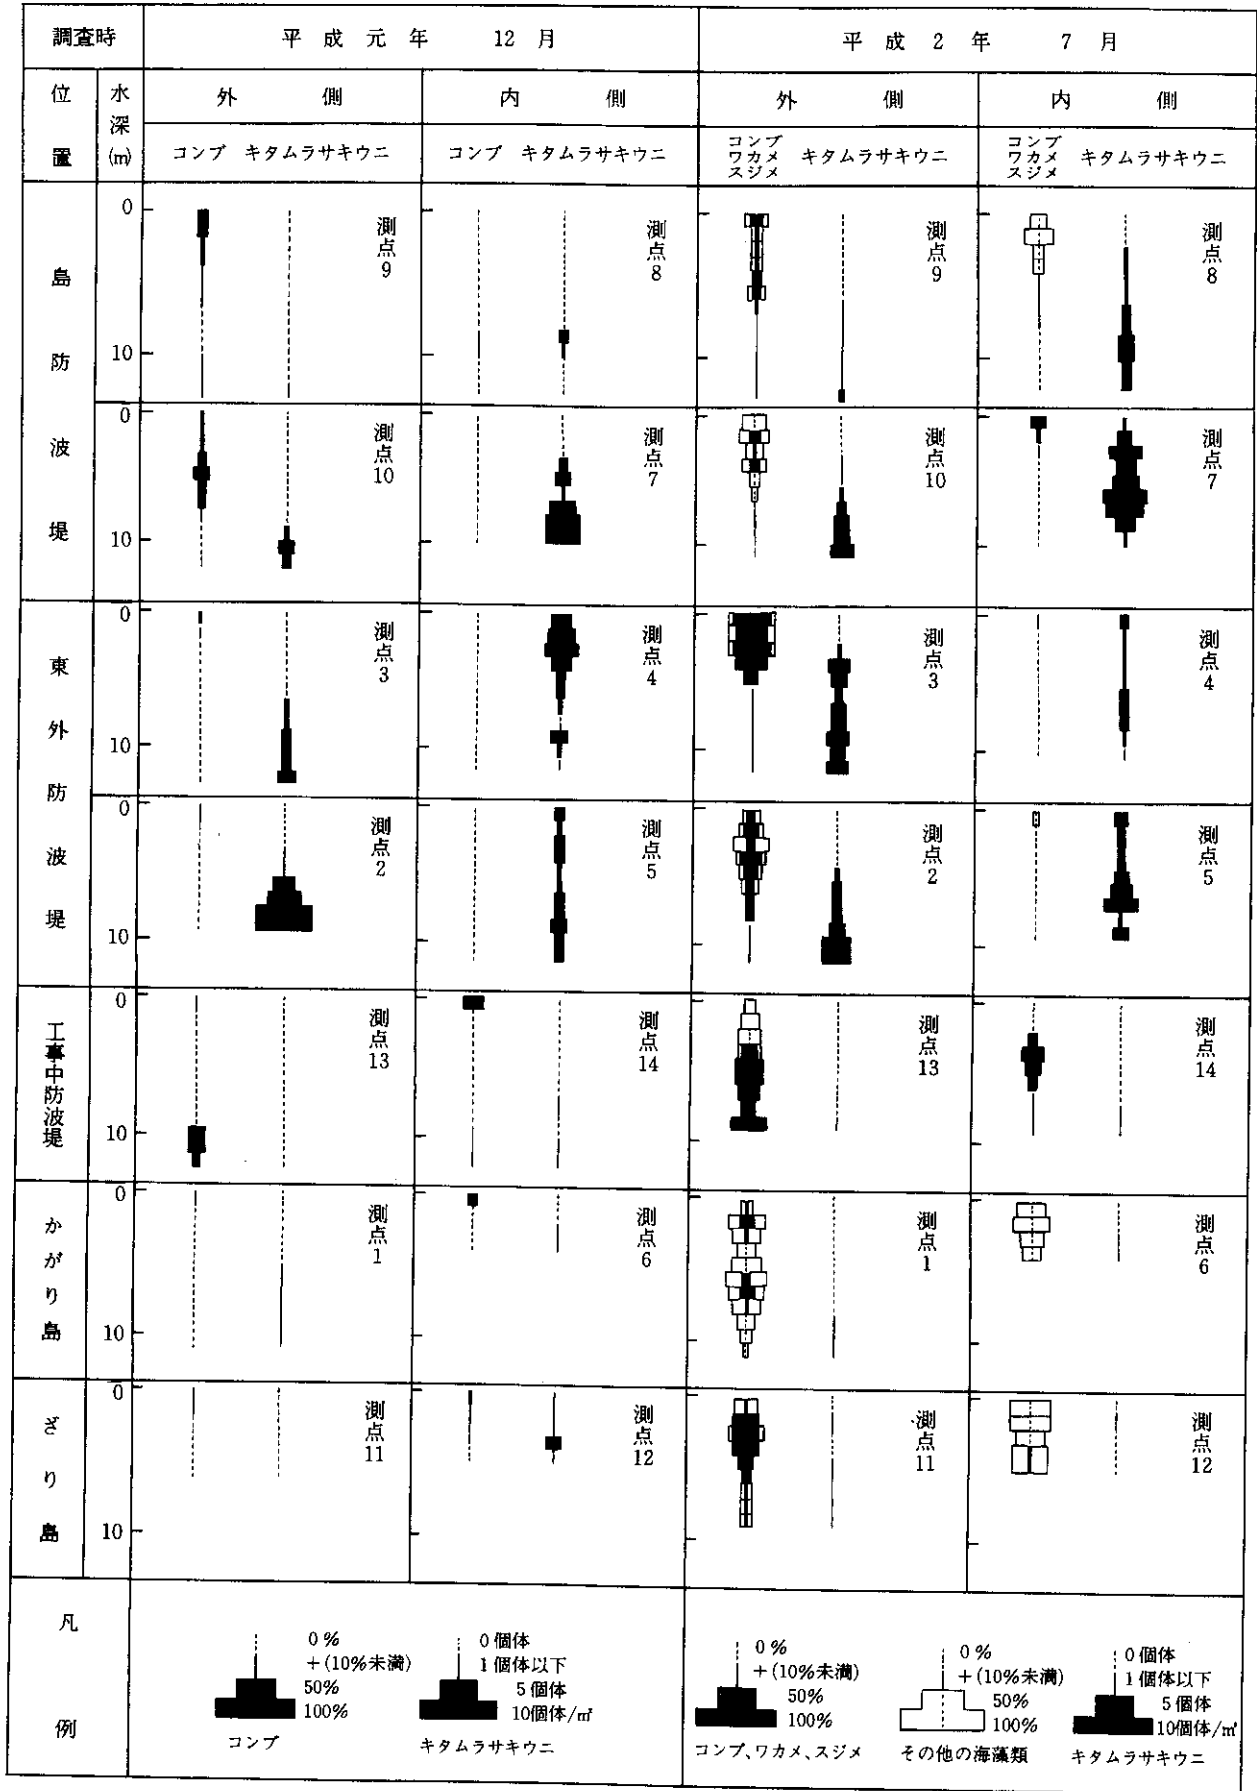 調査時 平成元年 12月 平成2年 7月
位置 水深(m) 外側 内側 外側 内側
コンブ キタムラサキウニ コンブ キタムラサキウニ コンブ ワカメ スジメ キタムラサキウニ コンブ ワカメ スジメ キタムラサキウニ
島防波堤
0
10
測点9 測点8 測点9 測点8
0
10
測点10 測点7 測点10 測点7
東外防波堤
0
10
測点3 測点4 測点3 測点4
0
10
測点2 測点5 測点2 測点5
工事中防波堤
0
10
測点13 測点14 測点13 測点14
かがり島
0
10
測点1 測点6 測点1 測点6
ざり島
0
10
測点11 測点12 測点11 測点12
凡例
0% 0個体 0% 0% 0個体
+(10%未満) 1個体以下 +(10%未満) +(10%未満) 1個体以下
50% 5個体 50% 50% 5個体
100% 10個体/㎡ 100% 100% 10個体/㎡
コンブ キタムラサキウニ コンブ、ワカメ、スジメ その他の海藻類 キタムラサキウニ